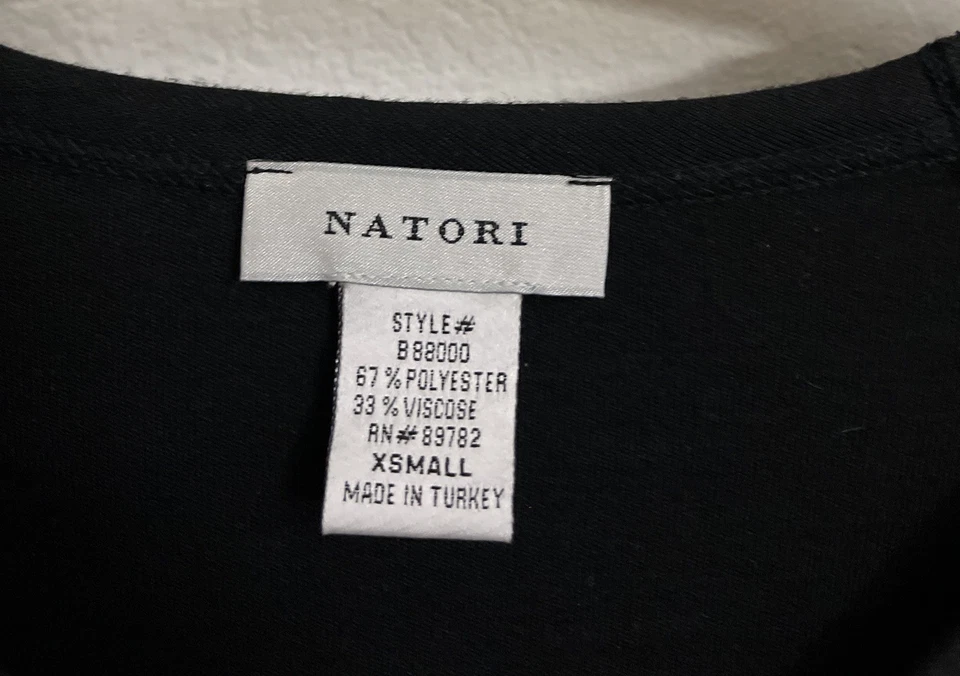 NATORI
STYLE#
B88000
67% POLYESTER
33% VISCOSE
RN# 89782
XSMALL
MADE IN TURKEY